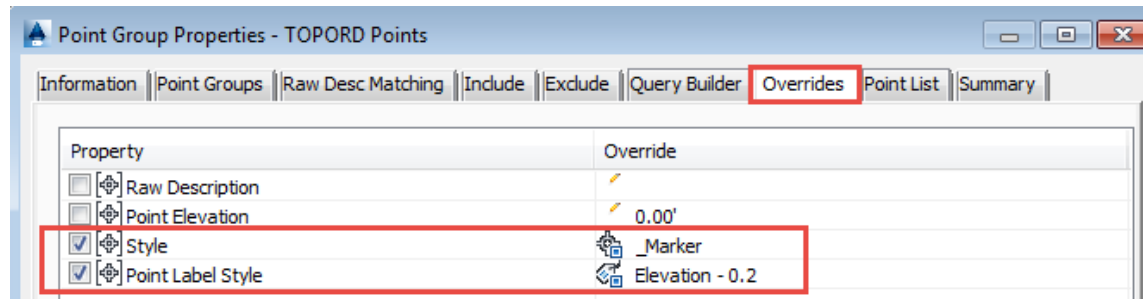 Point Group Properties - TOPORD Points
Information Point Groups Raw Desc Matching Include Exclude Query Builder Overrides Point List Summary
Property Override
Raw Description
Point Elevation 0.00'
Style _Marker
Point Label Style Elevation - 0.2